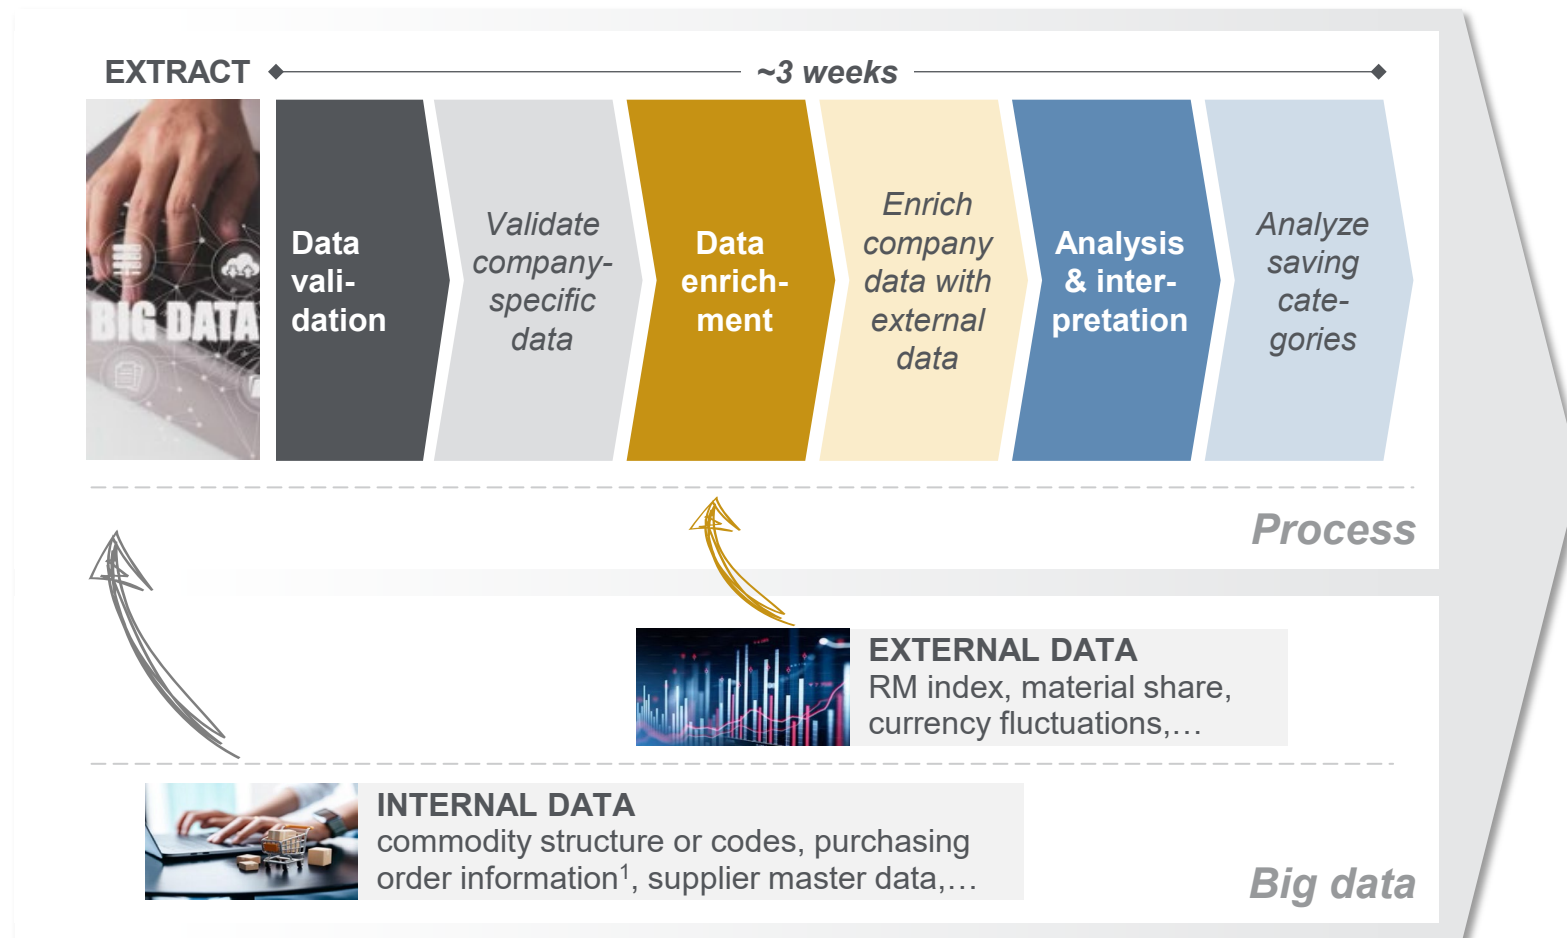 EXTRACT
~3 weeks
BIG DATA
Data
vali-
dation
Validate
company-
specific
data
Data
enrich-
ment
Enrich
company
data with
external
data
Analysis
& inter-
pretation
Analyze
saving
cate-
gories
Process
EXTERNAL DATA
RM index, material share,
currency fluctuations,…
INTERNAL DATA
commodity structure or codes, purchasing
order information¹, supplier master data,…
Big data